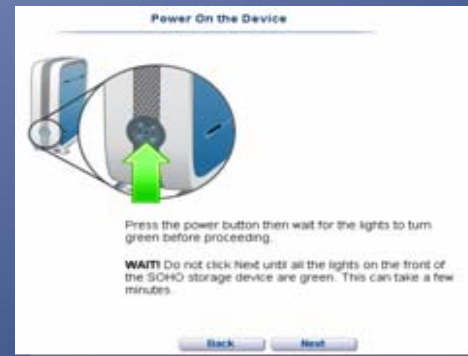 Power On the Device
Press the power button then wait for the lights to turn
green before proceeding.
WAIT! Do not click Next until all the lights on the front of
the SOHO storage device are green. This can take a few
minutes.
Back Next